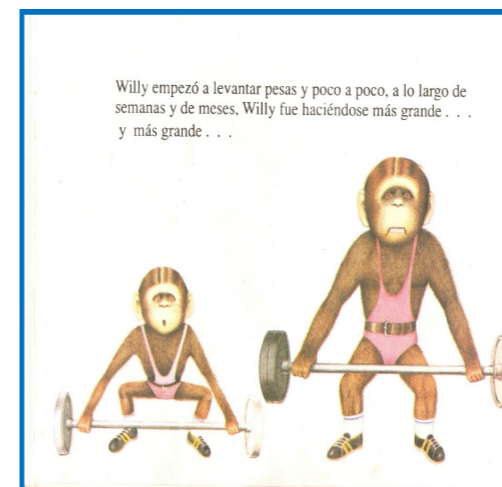 Willy empezó a levantar pesas y poco a poco, a lo largo de
semanas y de meses, Willy fue haciéndose más grande . . .
y más grande . . .